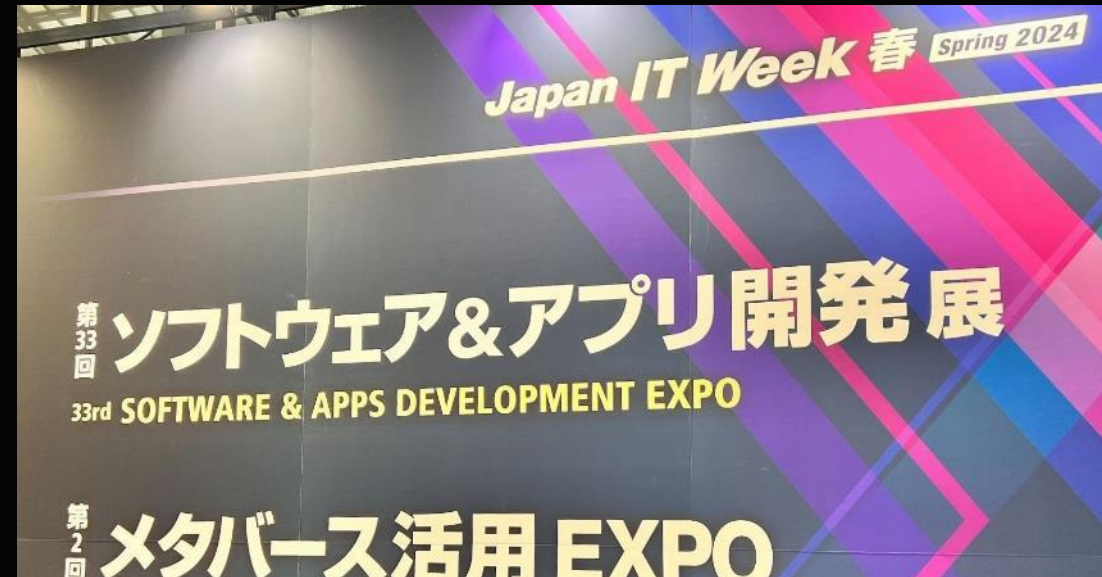 Japan IT Week 春 Spring 2024
第33回 ソフトウェア&アプリ開発展
33rd SOFTWARE & APPS DEVELOPMENT EXPO
第2回 メタバース活用 EXPO